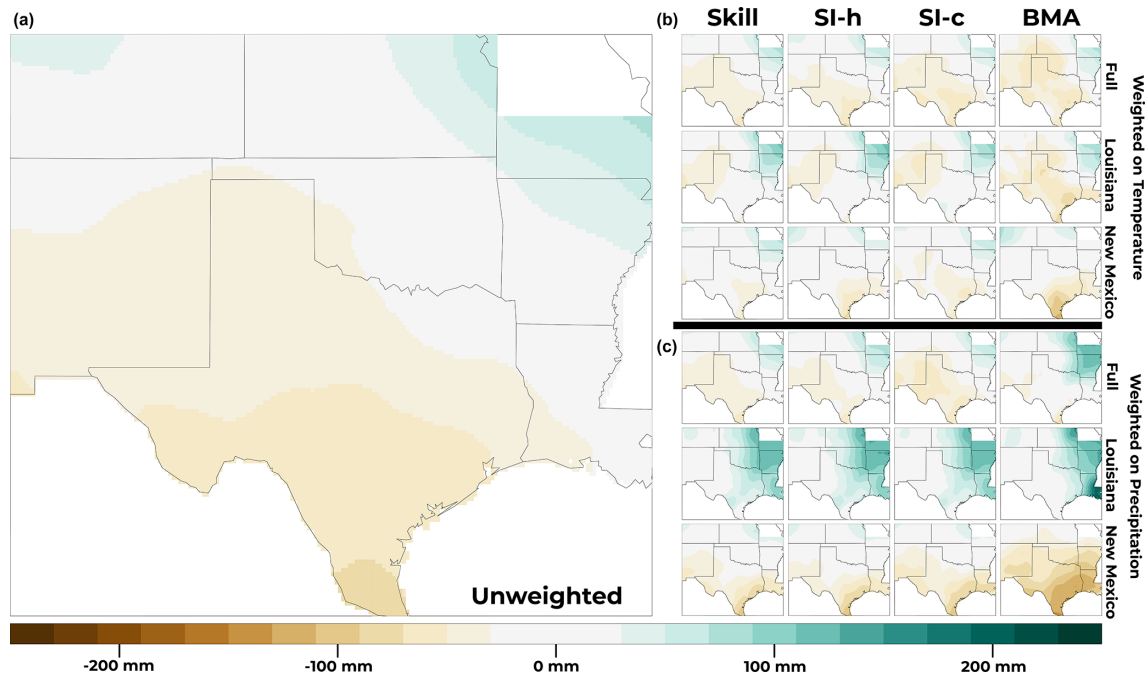 (a)
Unweighted
(b)
Skill SI-h SI-c BMA
Full
Louisiana
New Mexico
Weighted on Temperature
(c)
Full
Louisiana
New Mexico
Weighted on Precipitation
-200 mm -100 mm 0 mm 100 mm 200 mm